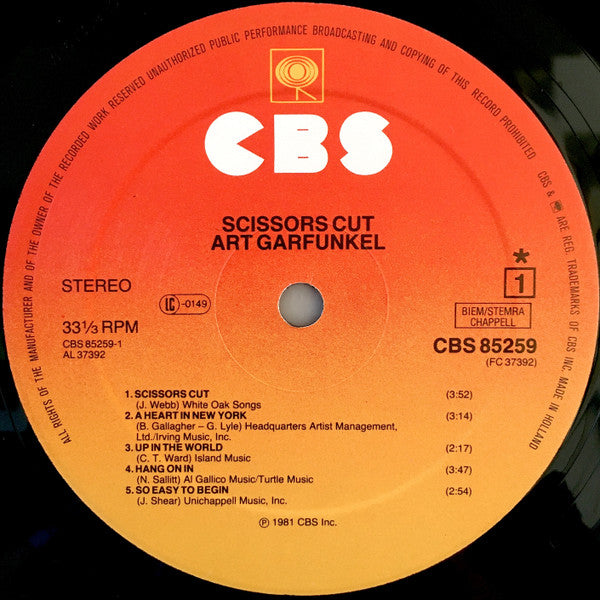 ALL RIGHTS OF THE MANUFACTURER AND OF THE OWNER OF THE RECORDED WORK RESERVED UNAUTHORIZED PUBLIC PERFORMANCE BROADCASTING AND COPYING OF THIS RECORD PROHIBITED
CBS & ARE REG. TRADEMARKS OF CBS INC. MADE IN HOLLAND
CBS
SCISSORS CUT
ART GARFUNKEL
STEREO
LC-0149
*
1
BIEM/STEMRA
CHAPPELL
33⅓ RPM
CBS 85259-1
AL 37392
CBS 85259
(FC 37392)
1. SCISSORS CUT (3:52)
(J. Webb) White Oak Songs
2. A HEART IN NEW YORK (3:14)
(B. Gallagher – G. Lyle) Headquarters Artist Management,
Ltd./Irving Music, Inc.
3. UP IN THE WORLD (2:17)
(C. T. Ward) Island Music
4. HANG ON IN (3:47)
(N. Sallitt) Al Gallico Music/Turtle Music
5. SO EASY TO BEGIN (2:54)
(J. Shear) Unichappell Music, Inc.
℗ 1981 CBS Inc.